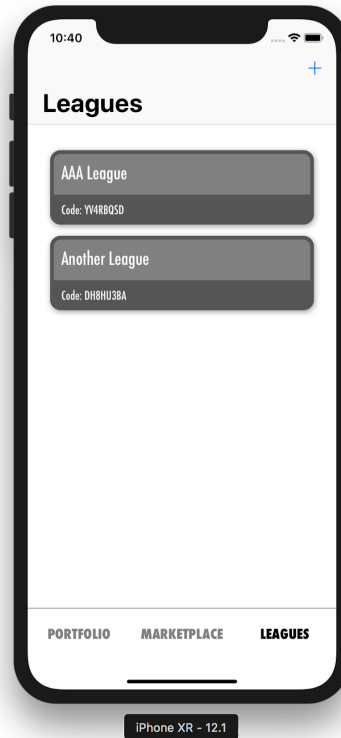 10:40
+
Leagues
AAA League
Code: YV4RBQSD
Another League
Code: DH8HU3BA
PORTFOLIO MARKETPLACE LEAGUES
iPhone XR - 12.1